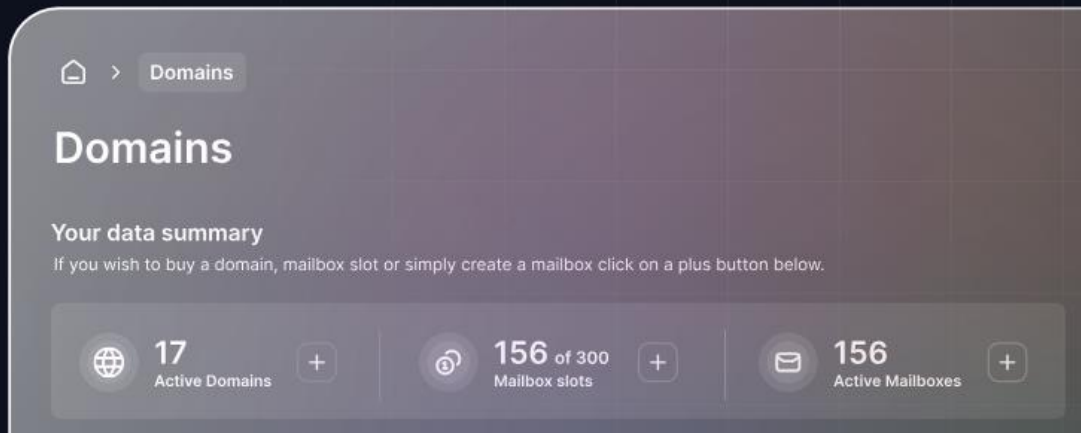 Domains
Domains
Your data summary
If you wish to buy a domain, mailbox slot or simply create a mailbox click on a plus button below.
17
Active Domains
156 of 300
Mailbox slots
156
Active Mailboxes